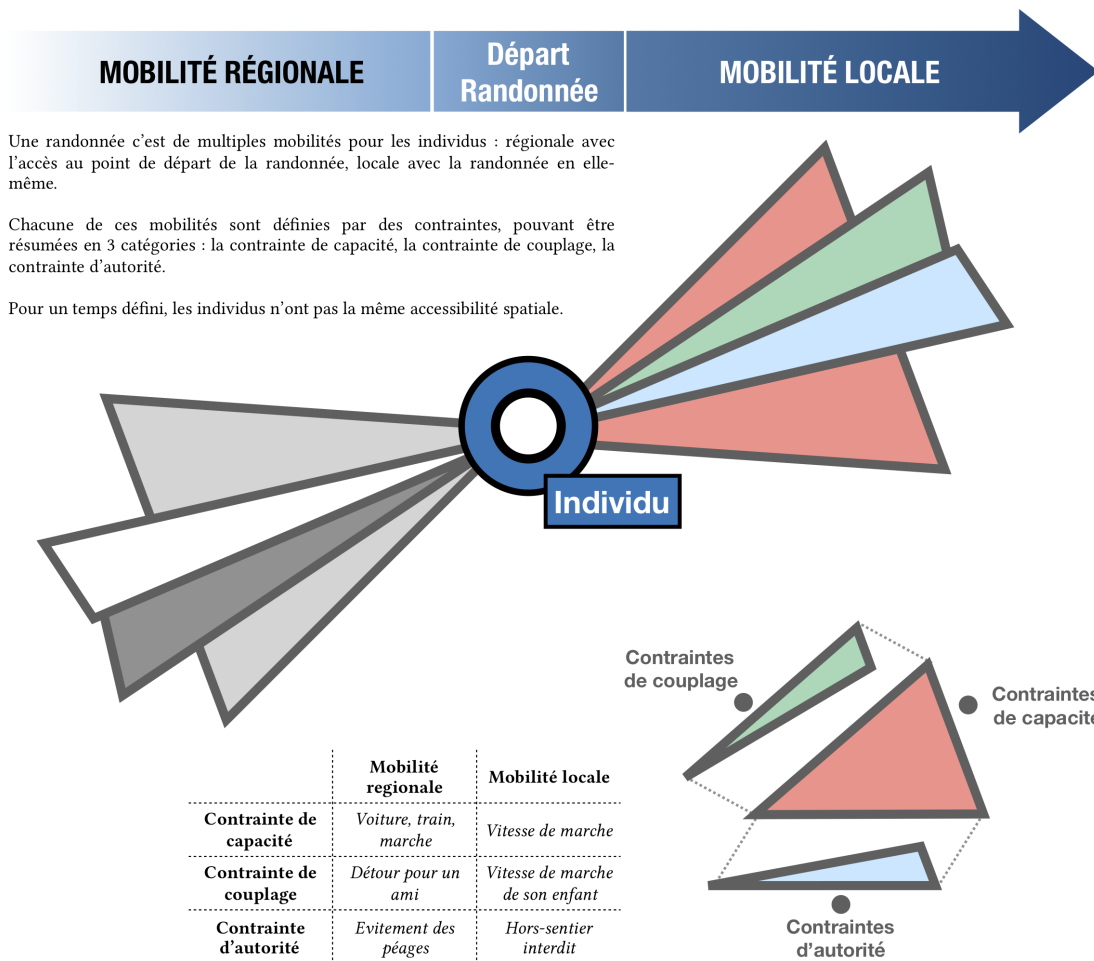 MOBILITÉ RÉGIONALE
Départ
Randonnée
MOBILITÉ LOCALE
Une randonnée c'est de multiples mobilités pour les individus : régionale avec
l'accès au point de départ de la randonnée, locale avec la randonnée en elle-
même.
Chacune de ces mobilités sont définies par des contraintes, pouvant être
résumées en 3 catégories : la contrainte de capacité, la contrainte de couplage, la
contrainte d'autorité.
Pour un temps défini, les individus n'ont pas la même accessibilité spatiale.
Individu
Contraintes
de couplage
Contraintes
de capacité
Contraintes
d'autorité
Mobilité
regionale
Mobilité locale
Contrainte de
capacité
Voiture, train,
marche
Vitesse de marche
Contrainte de
couplage
Détour pour un
ami
Vitesse de marche
de son enfant
Contrainte
d'autorité
Evitement des
péages
Hors-sentier
interdit